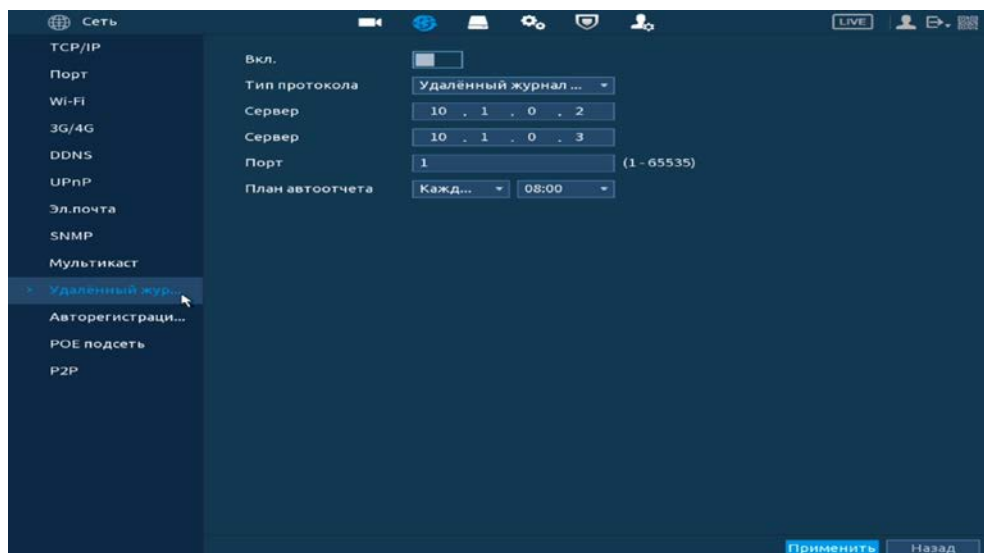 Сеть
LIVE
TCP/IP
Порт
Wi-Fi
3G/4G
DDNS
UPnP
Эл.почта
SNMP
Мультикаст
Удалённый жур...
Авторегистраци...
POE подсеть
P2P
Вкл.
Тип протокола Удалённый журнал ...
Сервер 10 . 1 . 0 . 2
Сервер 10 . 1 . 0 . 3
Порт 1 (1 - 65535)
План автоотчета Кажд... 08:00
Применить Назад